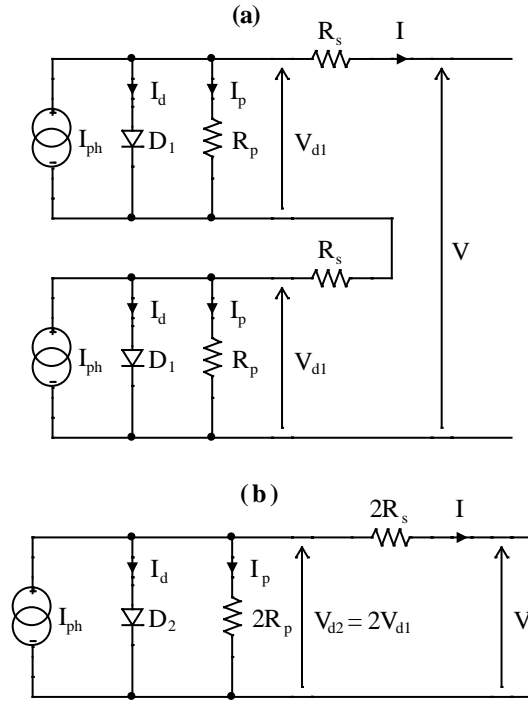 (a)
R_s I
+ I_d I_p
I_ph D_1 R_p V_d1
-
R_s V
+ I_d I_p
I_ph D_1 R_p V_d1
-
(b)
2R_s I
+ I_d I_p
I_ph D_2 2R_p V_d2 = 2V_d1 V
-